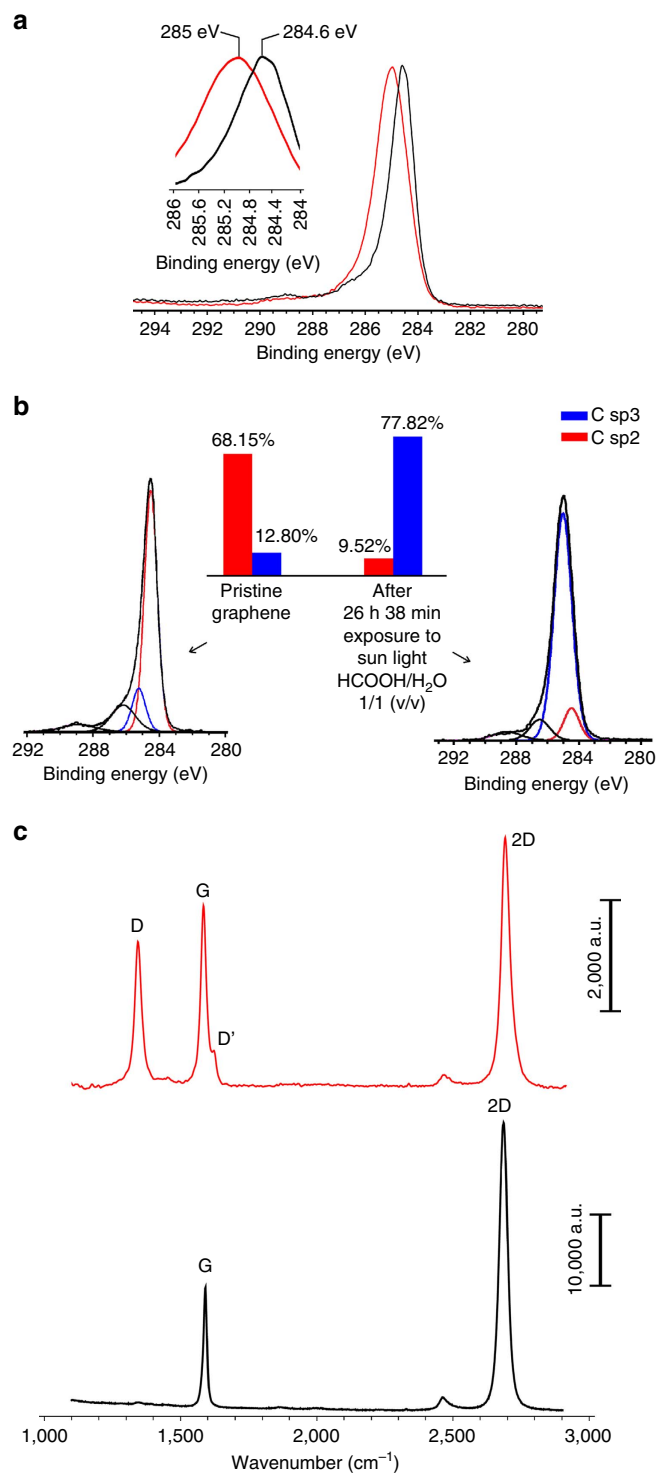 a
285 eV
284.6 eV
286
285.6
285.2
284.8
284.4
284
Binding energy (eV)
294 292 290 288 286 284 282 280
Binding energy (eV)
b
C sp3
C sp2
68.15%
12.80%
77.82%
9.52%
Pristine
graphene
After
26 h 38 min
exposure to
sun light
HCOOH/H₂O
1/1 (v/v)
292 288 284 280
Binding energy (eV)
292 288 284 280
Binding energy (eV)
c
D
G
D'
2D
2,000 a.u.
G
2D
10,000 a.u.
1,000 1,500 2,000 2,500 3,000
Wavenumber (cm⁻¹)